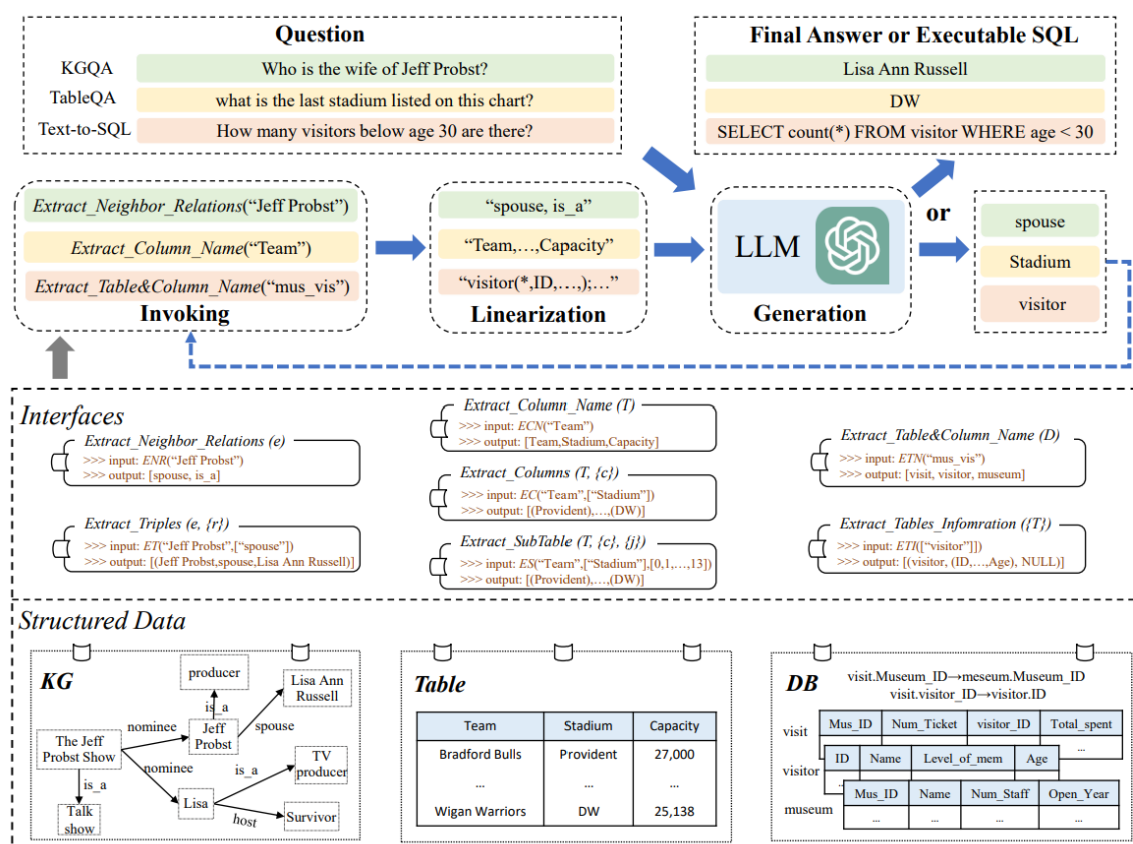 Question
KGQA
Who is the wife of Jeff Probst?
TableQA
what is the last stadium listed on this chart?
Text-to-SQL
How many visitors below age 30 are there?
Final Answer or Executable SQL
Lisa Ann Russell
DW
SELECT count(*) FROM visitor WHERE age < 30
Extract_Neighbor_Relations(“Jeff Probst”)
Extract_Column_Name(“Team”)
Extract_Table&Column_Name(“mus_vis”)
Invoking
“spouse, is_a”
“Team,…,Capacity”
“visitor(*,ID,…,);…”
Linearization
LLM
Generation
or
spouse
Stadium
visitor
Interfaces
Extract_Neighbor_Relations (e)
>>> input: ENR(“Jeff Probst”)
>>> output: [spouse, is_a]
Extract_Triples (e, {r})
>>> input: ET(“Jeff Probst”,[“spouse”])
>>> output: [(Jeff Probst,spouse,Lisa Ann Russell)]
Extract_Column_Name (T)
>>> input: ECN(“Team”)
>>> output: [Team,Stadium,Capacity]
Extract_Columns (T, {c})
>>> input: EC(“Team”,[“Stadium”])
>>> output: [(Provident),…,(DW)]
Extract_SubTable (T, {c}, {j})
>>> input: ES(“Team”,[“Stadium”],[0,1,…,13])
>>> output: [(Provident),…,(DW)]
Extract_Table&Column_Name (D)
>>> input: ETN(“mus_vis”)
>>> output: [visit, visitor, museum]
Extract_Tables_Infomration ({T})
>>> input: ETI([“visitor”]])
>>> output: [(visitor, (ID,…,Age), NULL)]
Structured Data
KG
producer
Lisa Ann
Russell
is_a
nominee
Jeff
Probst
spouse
The Jeff
Probst Show
nominee
is_a
TV
producer
is_a
Lisa
host
Survivor
Talk
show
Table
Team Stadium Capacity
Bradford Bulls Provident 27,000
... ... ...
Wigan Warriors DW 25,138
DB
visit.Museum_ID→meseum.Museum_ID
visit.visitor_ID→visitor.ID
visit
Mus_ID Num_Ticket visitor_ID Total_spent
...
visitor
ID Name Level_of_mem Age
...
museum
Mus_ID Name Num_Staff Open_Year
... ... ... ...